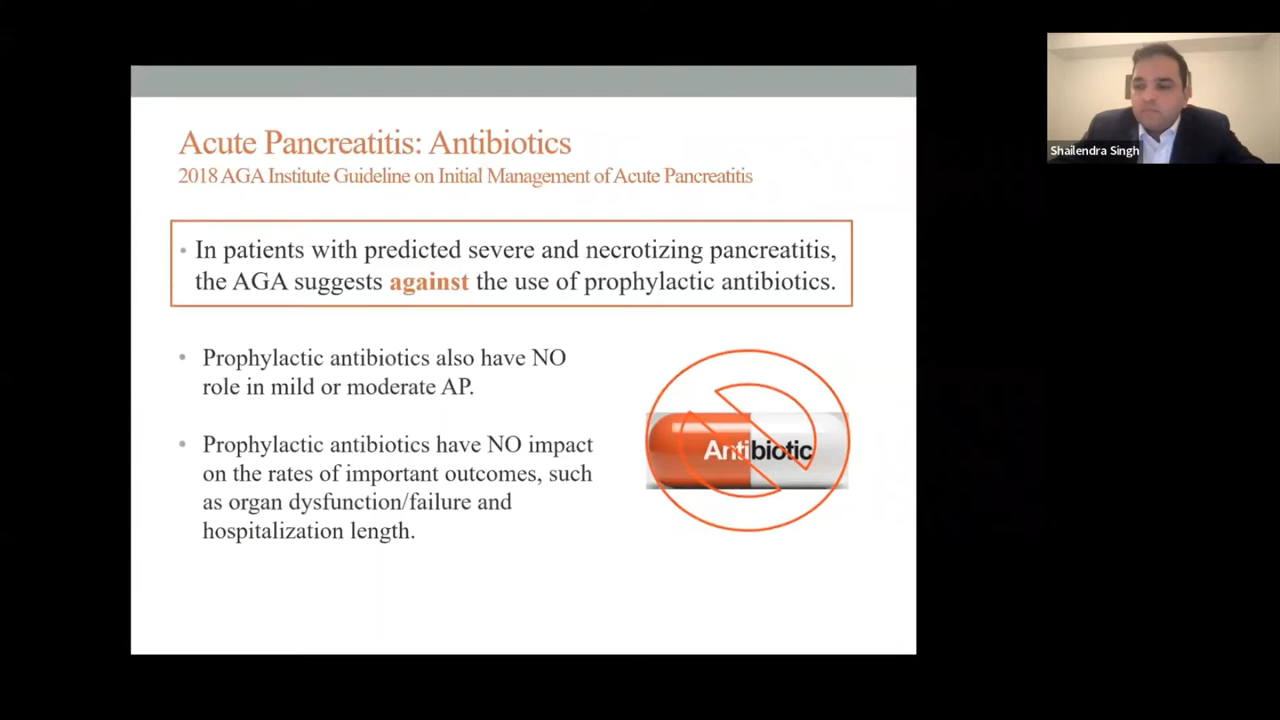 Acute Pancreatitis: Antibiotics
2018 AGA Institute Guideline on Initial Management of Acute Pancreatitis
• In patients with predicted severe and necrotizing pancreatitis,
the AGA suggests against the use of prophylactic antibiotics.
• Prophylactic antibiotics also have NO
role in mild or moderate AP.
• Prophylactic antibiotics have NO impact
on the rates of important outcomes, such
as organ dysfunction/failure and
hospitalization length.
Antibiotic
Shailendra Singh